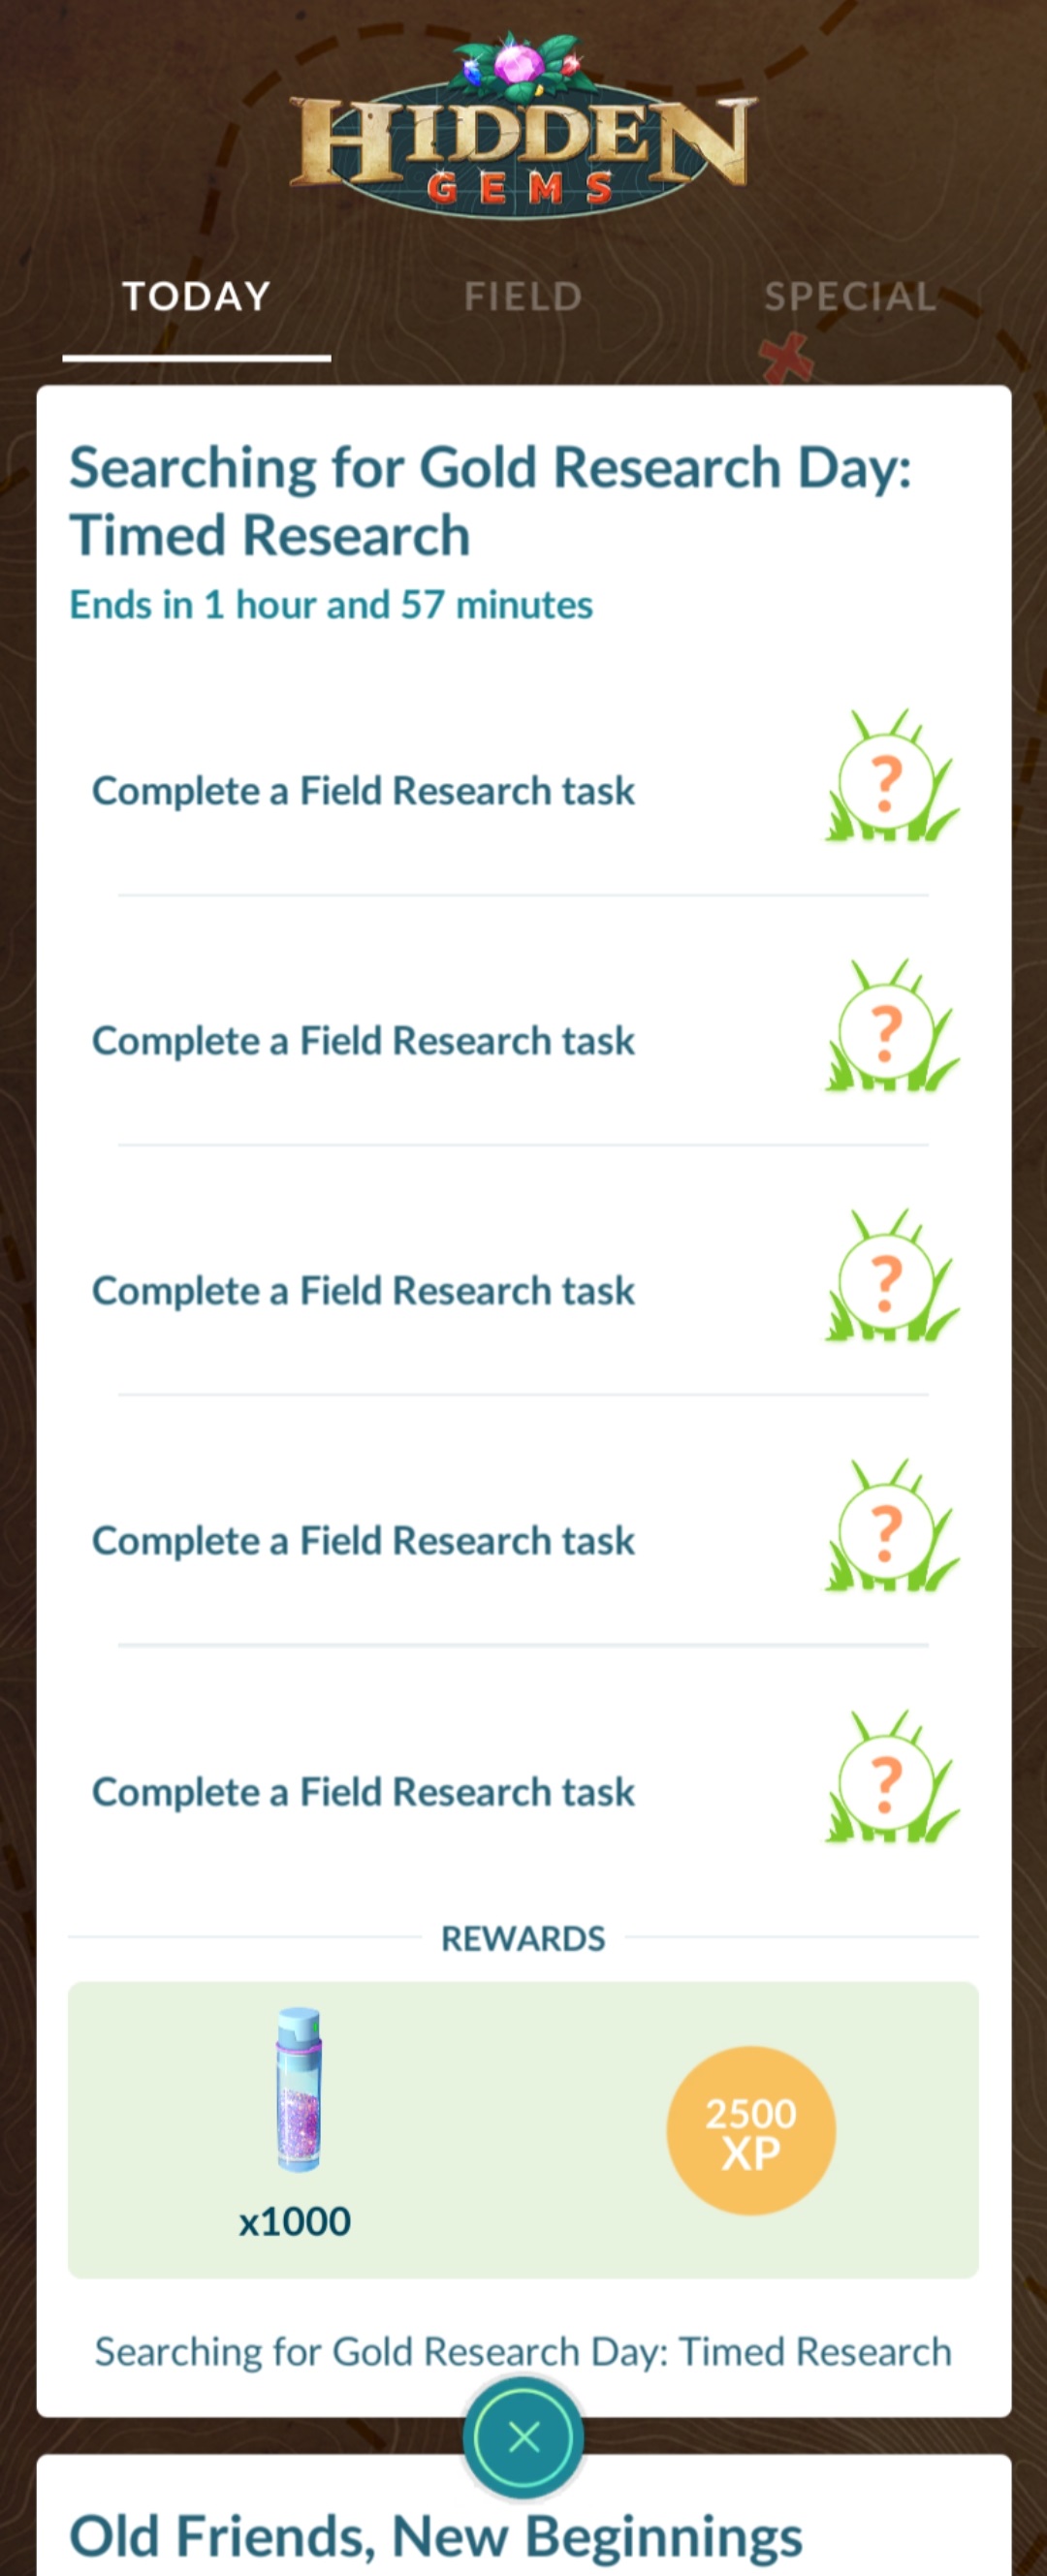 HIDDEN
GEMS
TODAY
FIELD
SPECIAL
Searching for Gold Research Day:
Timed Research
Ends in 1 hour and 57 minutes
Complete a Field Research task
?
Complete a Field Research task
?
Complete a Field Research task
?
Complete a Field Research task
?
Complete a Field Research task
?
REWARDS
x1000
2500
XP
Searching for Gold Research Day: Timed Research
Old Friends, New Beginnings